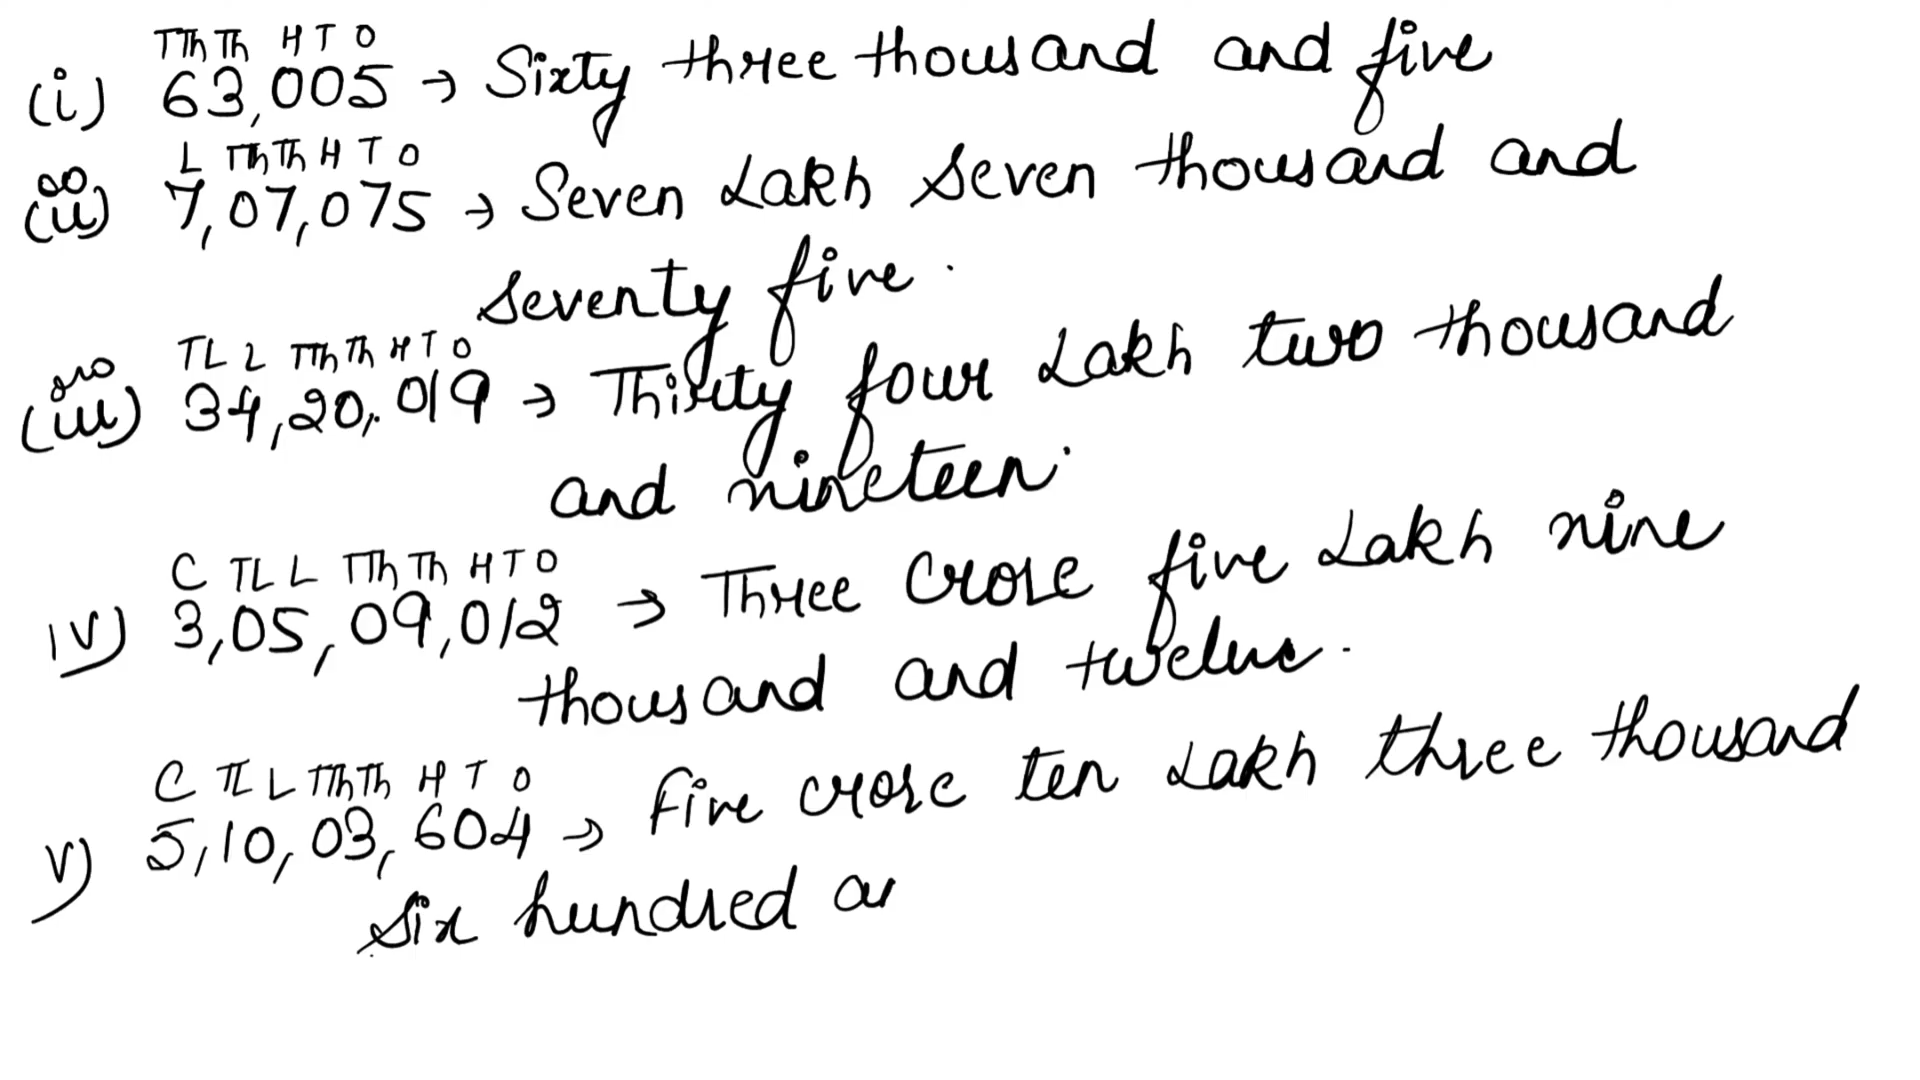 TTh Th H T O
(i) 63,005 → Sixty three thousand and five
L TTh Th H T O
(ii) 7,07,075 → Seven Lakh Seven thousand and
Seventy five.
TL L TTh Th H T O
(iii) 34,20,019 → Thirty four Lakh two thousand
and nineteen.
C TL L TTh Th H T O
iv) 3,05,09,012 → Three Crore five Lakh nine
thousand and twelve.
C TL L TTh Th H T O
v) 5,10,03,604 → Five crore ten Lakh three thousand
Six hundred an